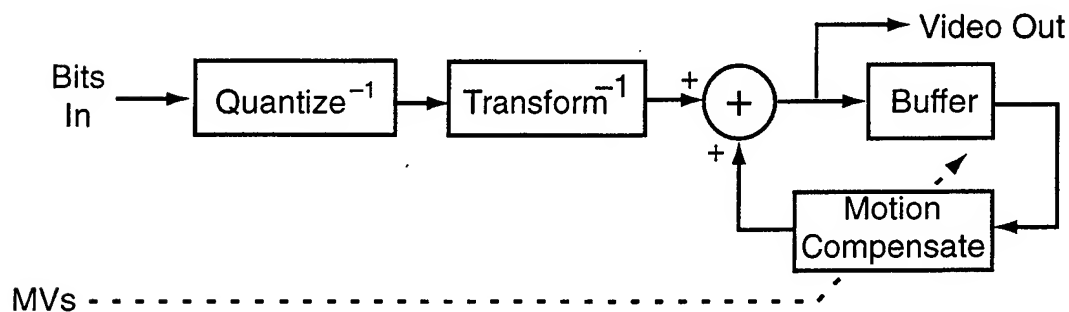 Video Out
Bits
In
Quantize⁻¹
Transform⁻¹
+
+
+
Buffer
Motion
Compensate
MVs